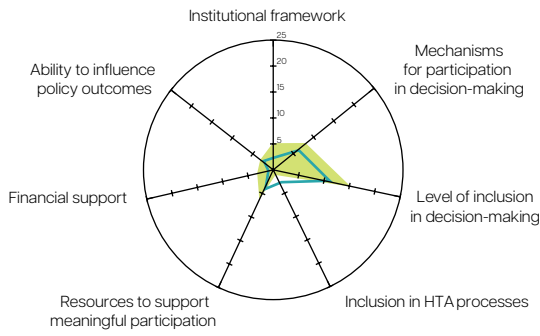 Institutional framework
25
20
15
10
5
Mechanisms
for participation
in decision-making
Level of inclusion
in decision-making
Inclusion in HTA processes
Resources to support
meaningful participation
Financial support
Ability to influence
policy outcomes